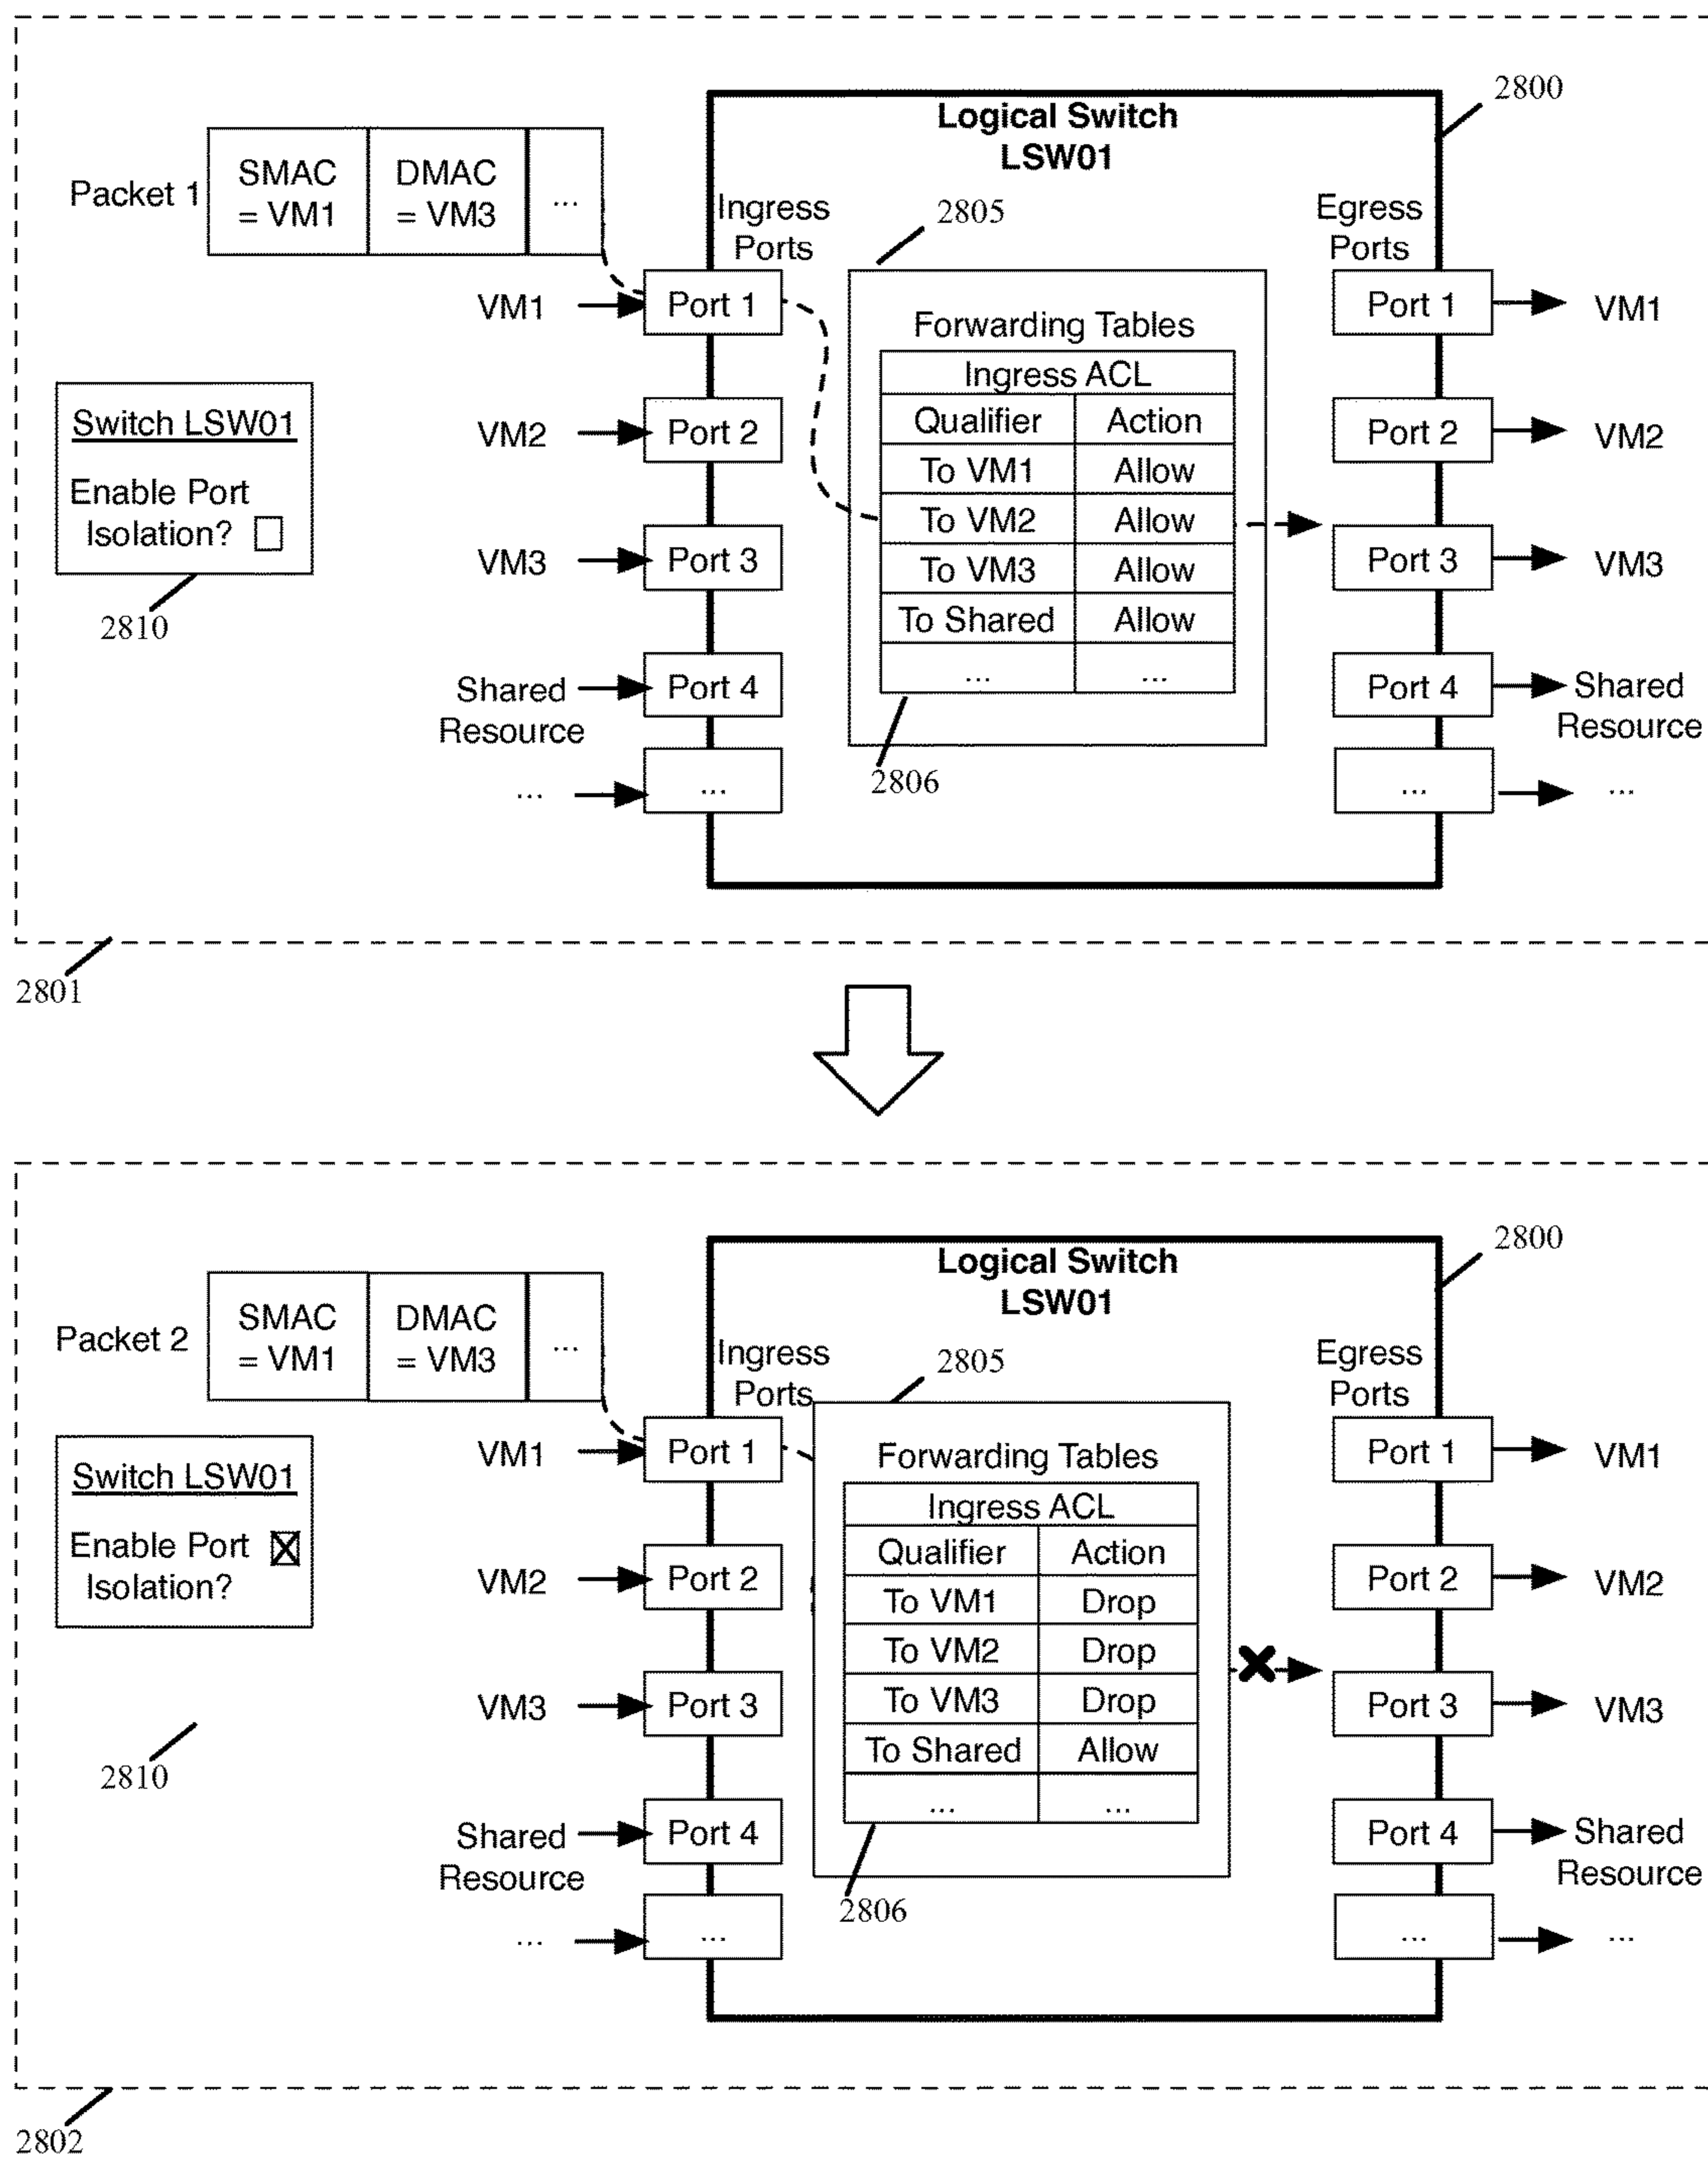 2800
Logical Switch
LSW01
Packet 1
SMAC
= VM1
DMAC
= VM3
...
Ingress
Ports
2805
Egress
Ports
VM1
Port 1
Forwarding Tables
Port 1
VM1
Ingress ACL
Switch LSW01
Enable Port
Isolation?
2810
VM2
Port 2
Qualifier Action
To VM1 Allow
To VM2 Allow
To VM3 Allow
To Shared Allow
... ...
Port 2
VM2
VM3
Port 3
Port 3
VM3
Shared
Resource
Port 4
Port 4
Shared
Resource
2806
...
...
...
...
2801
2800
Logical Switch
LSW01
Packet 2
SMAC
= VM1
DMAC
= VM3
...
Ingress
Ports
2805
Egress
Ports
VM1
Port 1
Forwarding Tables
Port 1
VM1
Switch LSW01
Enable Port
Isolation?
2810
Ingress ACL
Qualifier Action
To VM1 Drop
To VM2 Drop
To VM3 Drop
To Shared Allow
... ...
VM2
Port 2
Port 2
VM2
VM3
Port 3
Port 3
VM3
Shared
Resource
Port 4
Port 4
Shared
Resource
2806
...
...
...
...
2802